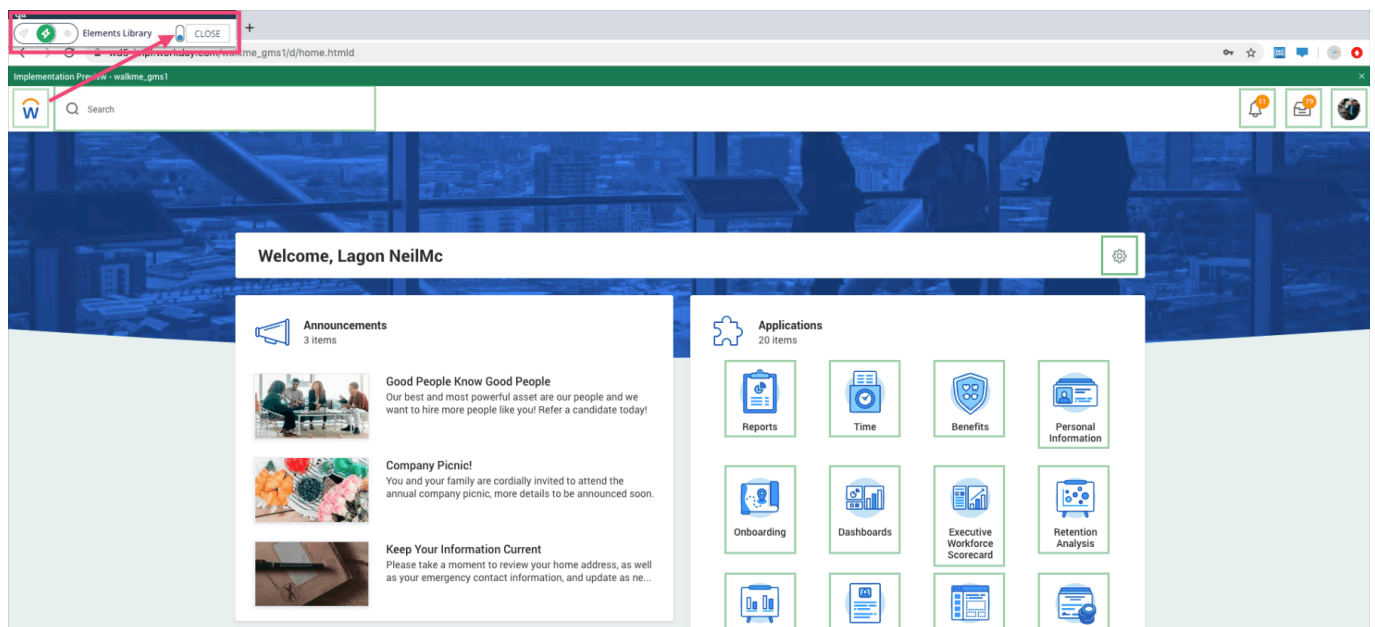 Elements Library
CLOSE
+
Implementation Preview - walkme_gms1
×
W
Search
11
79
Welcome, Lagon NeilMc
Announcements
3 items
Good People Know Good People
Our best and most powerful asset are our people and we
want to hire more people like you! Refer a candidate today!
Company Picnic!
You and your family are cordially invited to attend the
annual company picnic, more details to be announced soon.
Keep Your Information Current
Please take a moment to review your home address, as well
as your emergency contact information, and update as ne...
Applications
20 items
Reports
Time
Benefits
Personal
Information
Onboarding
Dashboards
Executive
Workforce
Scorecard
Retention
Analysis